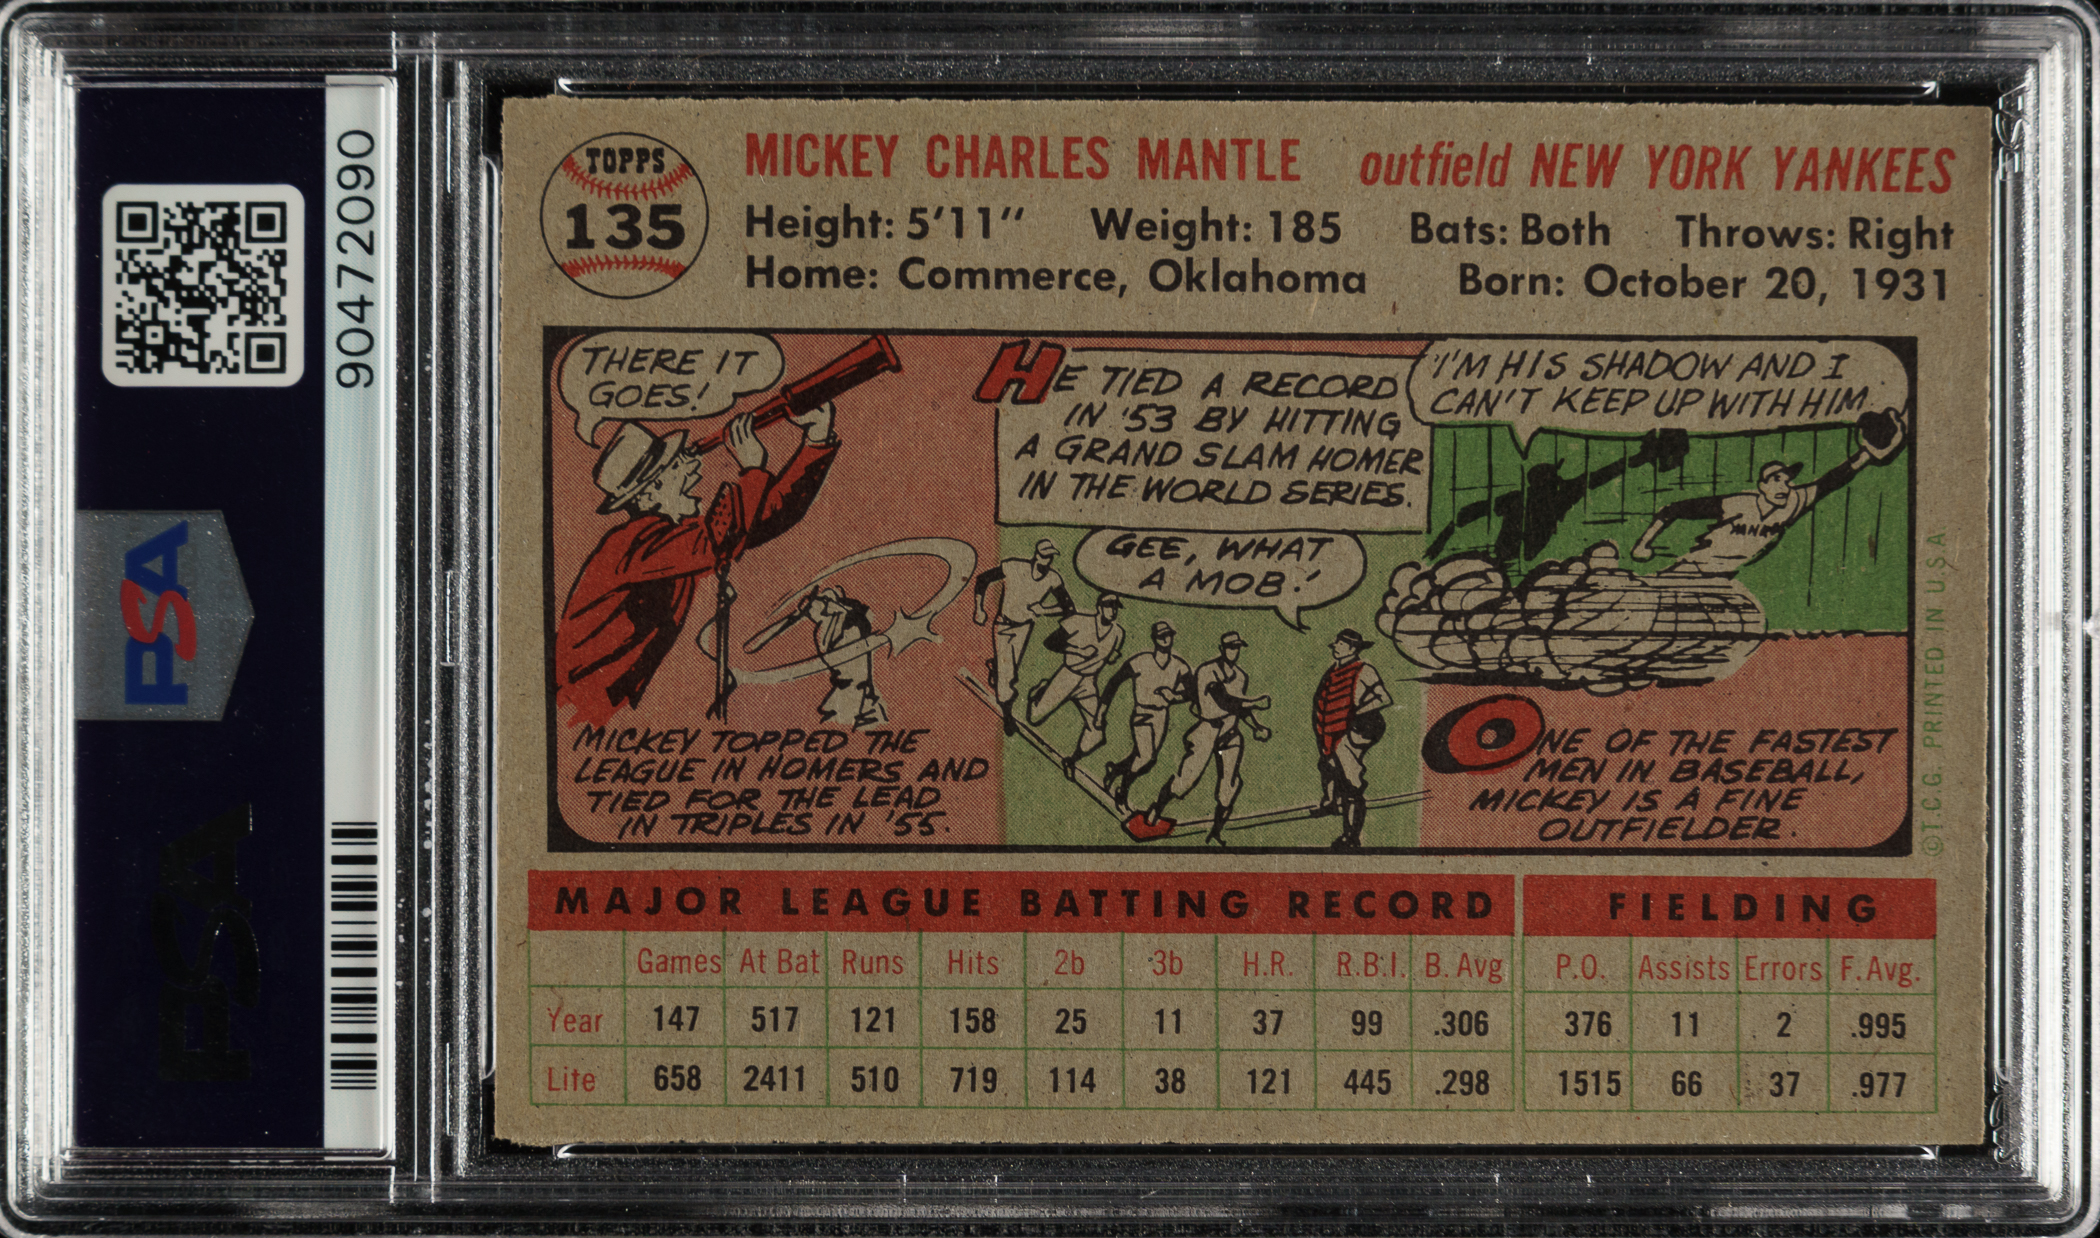 90472090
PSA
PSA
TOPPS
135
MICKEY CHARLES MANTLE outfield NEW YORK YANKEES
Height: 5'11" Weight: 185 Bats: Both Throws: Right
Home: Commerce, Oklahoma Born: October 20, 1931
THERE IT
GOES!
MICKEY TOPPED THE
LEAGUE IN HOMERS AND
TIED FOR THE LEAD
IN TRIPLES IN '55.
HE TIED A RECORD
IN '53 BY HITTING
A GRAND SLAM HOMER
IN THE WORLD SERIES.
GEE, WHAT
A MOB!
I'M HIS SHADOW AND I
CAN'T KEEP UP WITH HIM.
ONE OF THE FASTEST
MEN IN BASEBALL,
MICKEY IS A FINE
OUTFIELDER.
©T.C.G. PRINTED IN U.S.A.
MAJOR LEAGUE BATTING RECORD FIELDING
Games At Bat Runs Hits 2b 3b H.R. R.B.I. B. Avg P.O. Assists Errors F. Avg.
Year 147 517 121 158 25 11 37 99 .306 376 11 2 .995
Life 658 2411 510 719 114 38 121 445 .298 1515 66 37 .977